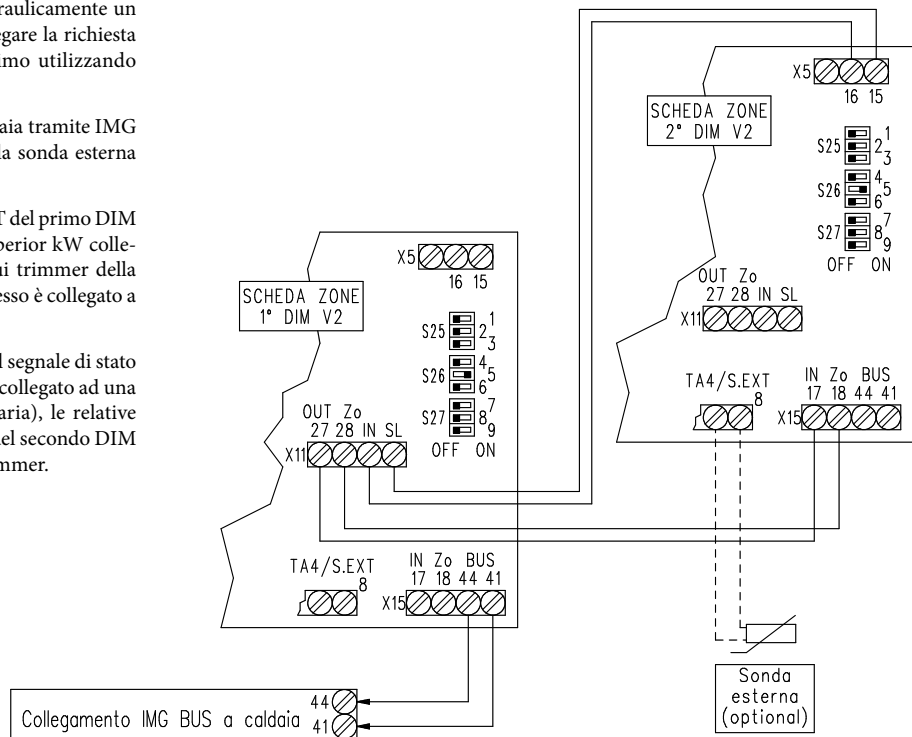 raulicamente un
egare la richiesta
imo utilizzando
aia tramite IMG
la sonda esterna
T del primo DIM
perior kW colle-
ui trimmer della
esso è collegato a
l segnale di stato
collegato ad una
aria), le relative
del secondo DIM
mmer.
X5
16 15
SCHEDA ZONE
2° DIM V2
S25
1
2
3
S26
4
5
6
S27
7
8
9
OFF ON
OUT Zo
27 28 IN SL
X11
TA4/S.EXT
8
IN Zo BUS
17 18 44 41
X15
X5
16 15
SCHEDA ZONE
1° DIM V2
S25
1
2
3
S26
4
5
6
S27
7
8
9
OFF ON
OUT Zo
27 28 IN SL
X11
TA4/S.EXT
8
IN Zo BUS
17 18 44 41
X15
Sonda
esterna
(optional)
Collegamento IMG BUS a caldaia
44
41